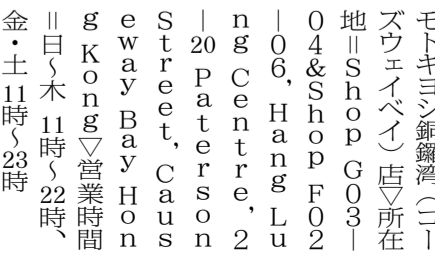 モトキヨシ銅鑼湾（コー
ズウェイベイ）店▽所在
地＝Shop G03―
04&Shop F02
―06, Hang Lu
ng Centre, 2
―20 Paterson
Street, Caus
eway Bay Hon
g Kong▽営業時間
＝日～木 11時～22時、
金・土 11時～23時